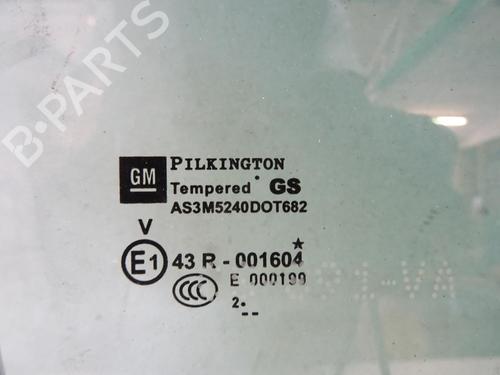 B-PARTS
GM PILKINGTON
Tempered GS
AS3M5240DOT682
V
E1 43 R - 001604
CCC E 000199
2